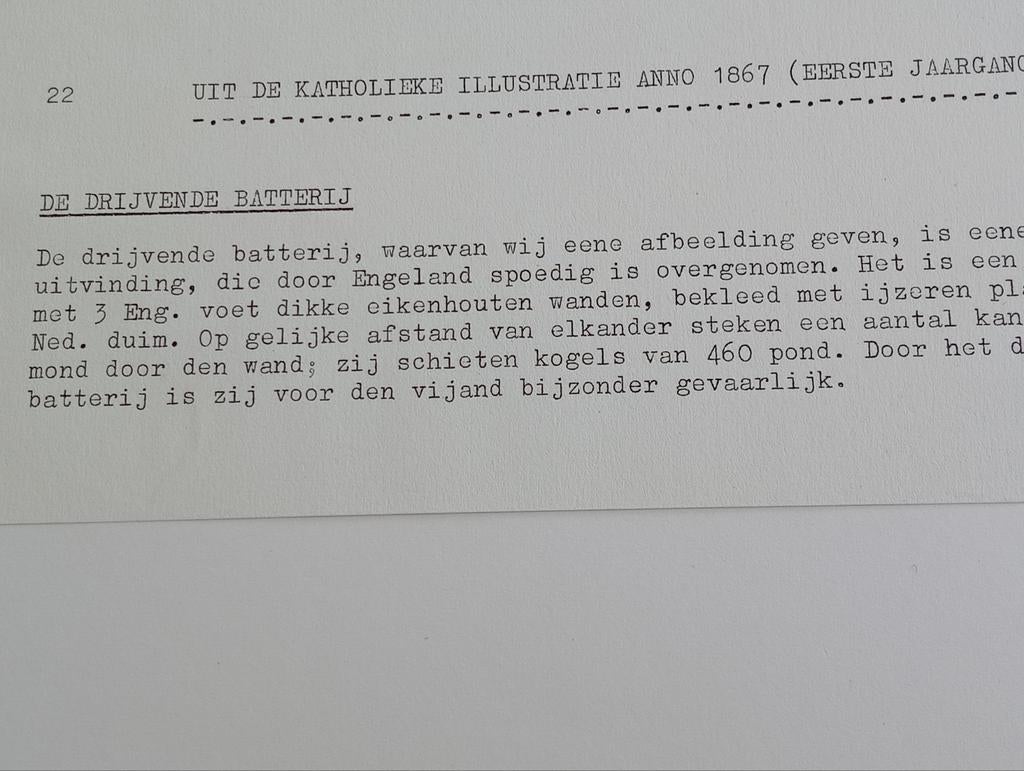 22 UIT DE KATHOLIEKE ILLUSTRATIE ANNO 1867 (EERSTE JAARGANG
DE DRIJVENDE BATTERIJ
De drijvende batterij, waarvan wij eene afbeelding geven, is eene
uitvinding, die door Engeland spoedig is overgenomen. Het is een
met 3 Eng. voet dikke eikenhouten wanden, bekleed met ijzeren
Ned. duim. Op gelijke afstand van elkander steken een aantal
mond door den wand; zij schieten kogels van 460 pond. Door het
batterij is zij voor den vijand bijzonder gevaarlijk.